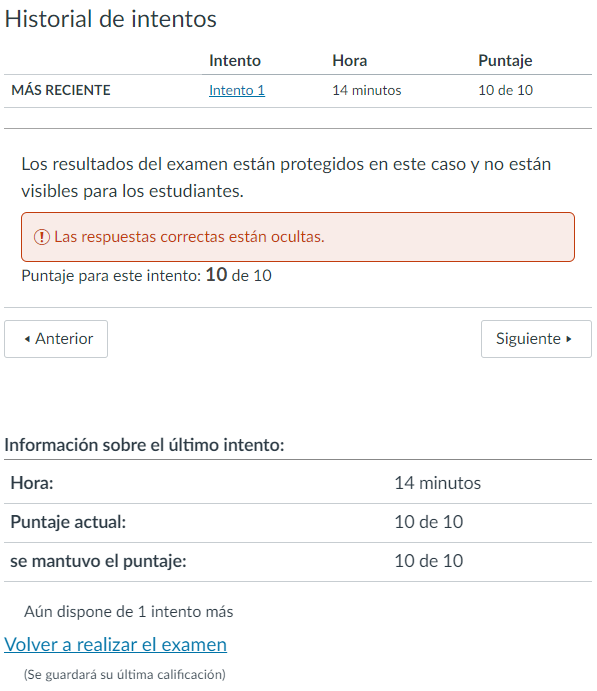 Historial de intentos
Intento Hora Puntaje
MÁS RECIENTE Intento 1 14 minutos 10 de 10
Los resultados del examen están protegidos en este caso y no están
visibles para los estudiantes.
Las respuestas correctas están ocultas.
Puntaje para este intento: 10 de 10
Anterior Siguiente
Información sobre el último intento:
Hora: 14 minutos
Puntaje actual: 10 de 10
se mantuvo el puntaje: 10 de 10
Aún dispone de 1 intento más
Volver a realizar el examen
(Se guardará su última calificación)